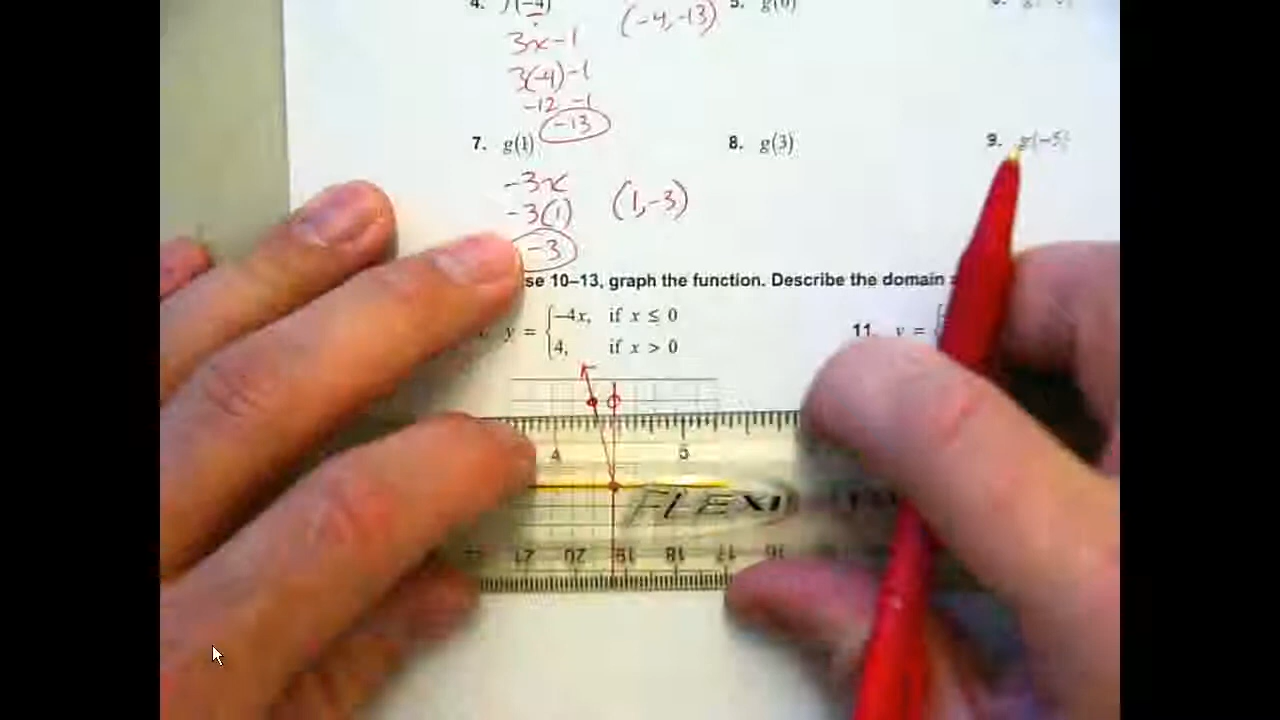 4. f(−4) (−4,−13) 5. g(0)
3x−1
3(−4)−1
−12 −1
−13
7. g(1) 8. g(3) 9. g(−5)
−3x
−3(1) (1,−3)
−3
se 10–13, graph the function. Describe the domain
y = {−4x, if x ≤ 0
4, if x > 0
11. y =
4 5
FLEXI
21 20 19 18 17 16